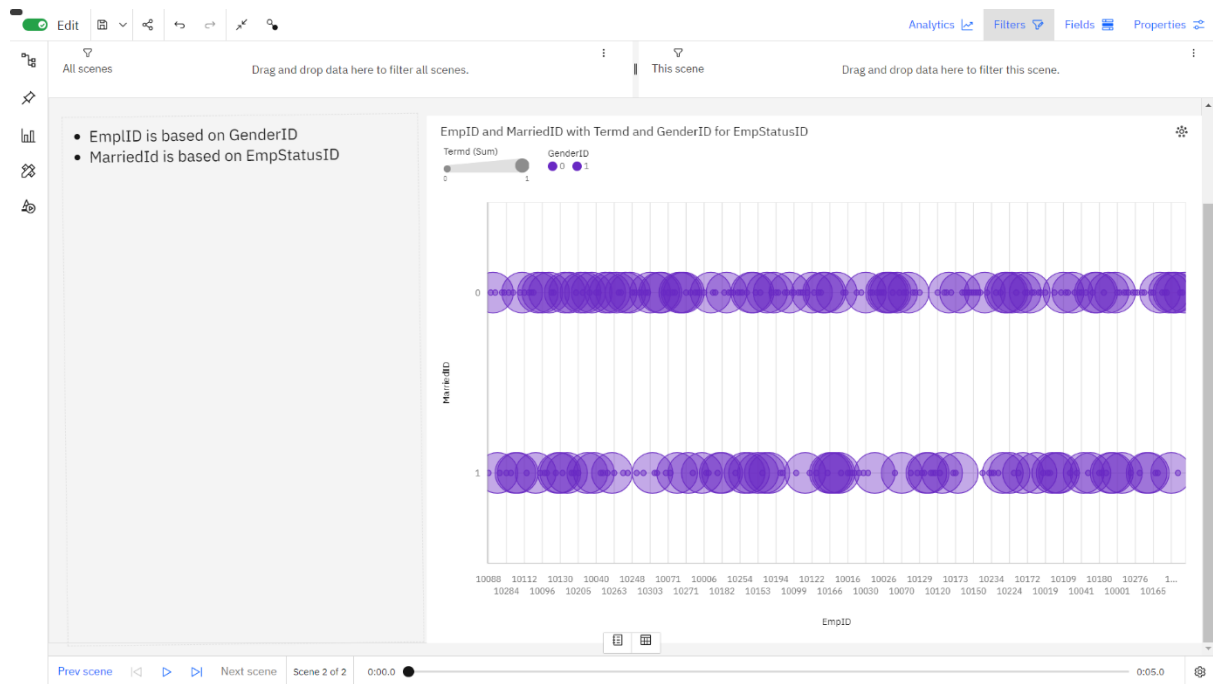 Edit
Analytics
Filters
Fields
Properties
All scenes
Drag and drop data here to filter all scenes.
This scene
Drag and drop data here to filter this scene.
• EmplID is based on GenderID
• MarriedId is based on EmpStatusID
EmpID and MarriedID with Termd and GenderID for EmpStatusID
Termd (Sum)
0 1
GenderID
0 1
MarriedID
0
1
10088 10112 10130 10040 10248 10071 10006 10254 10194 10122 10016 10026 10129 10173 10234 10172 10109 10180 10276 1...
10284 10096 10205 10263 10303 10271 10182 10153 10099 10166 10030 10070 10120 10150 10224 10019 10041 10001 10165
EmpID
Prev scene
Next scene
Scene 2 of 2
0:00.0
0:05.0